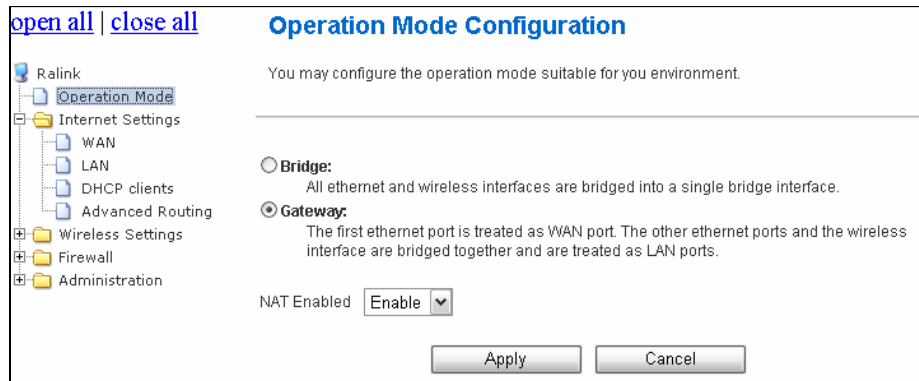 open all | close all
Ralink
Operation Mode
Internet Settings
WAN
LAN
DHCP clients
Advanced Routing
Wireless Settings
Firewall
Administration
Operation Mode Configuration
You may configure the operation mode suitable for you environment.
Bridge:
All ethernet and wireless interfaces are bridged into a single bridge interface.
Gateway:
The first ethernet port is treated as WAN port. The other ethernet ports and the wireless
interface are bridged together and are treated as LAN ports.
NAT Enabled Enable
Apply Cancel